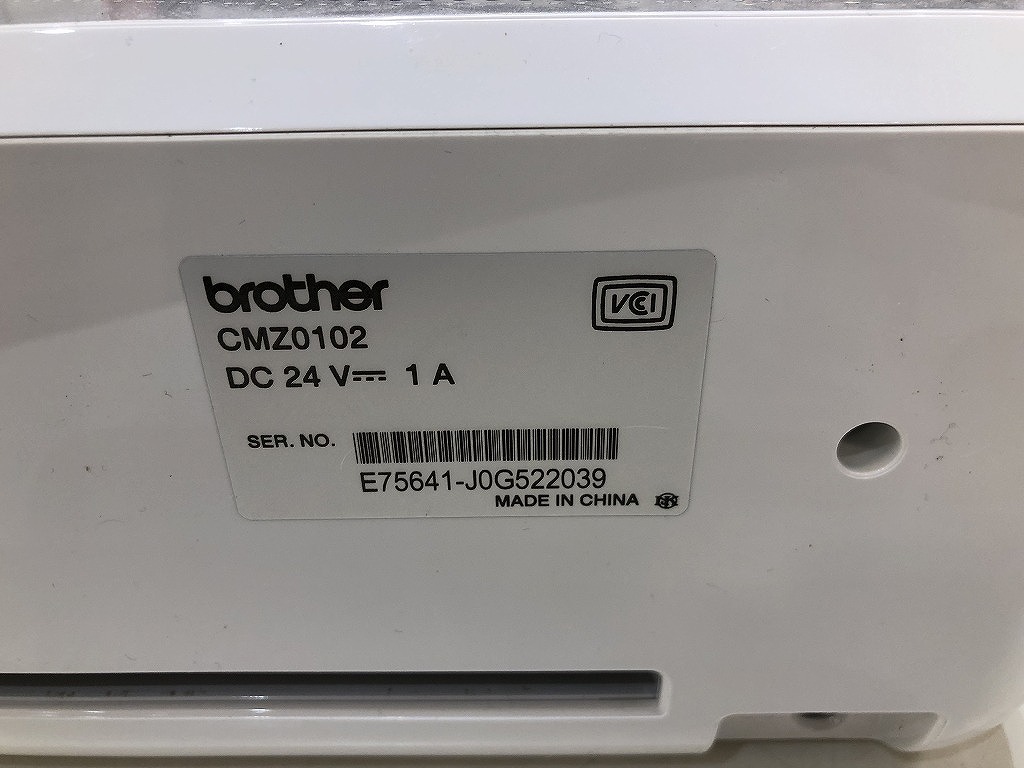 brother
VCI
CMZ0102
DC 24 V⎓ 1 A
SER. NO.
E75641-J0G522039
MADE IN CHINA